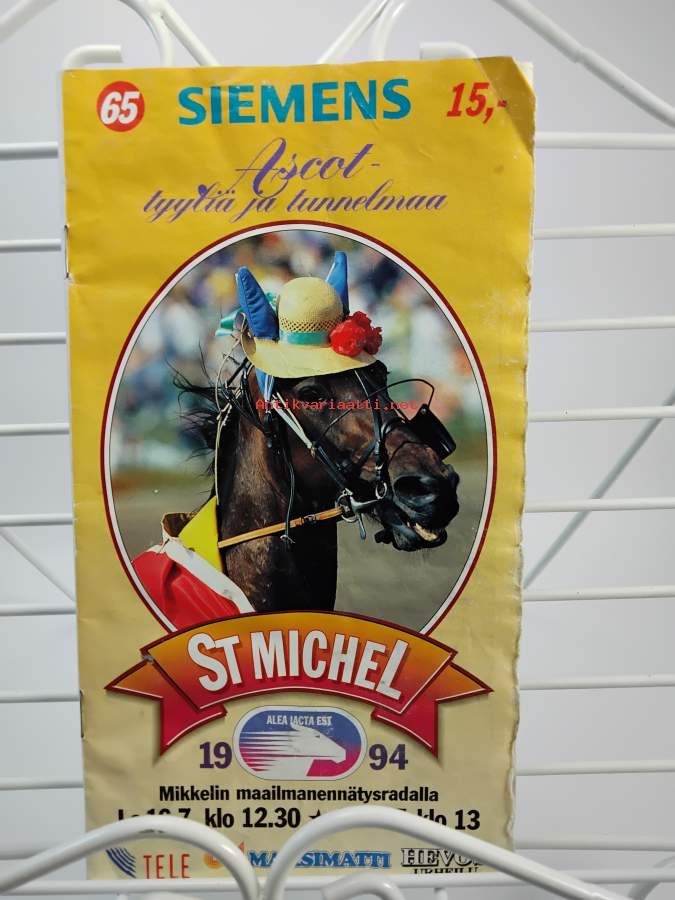 65
SIEMENS
15,-
Ascot-
tyyliä ja tunnelmaa
Antikvariaatti.net
ST MICHEL
ALEA IACTA EST
19 94
Mikkelin maailmanennätysradalla
klo 12.30 klo 13
TELE MAKSIMATTI